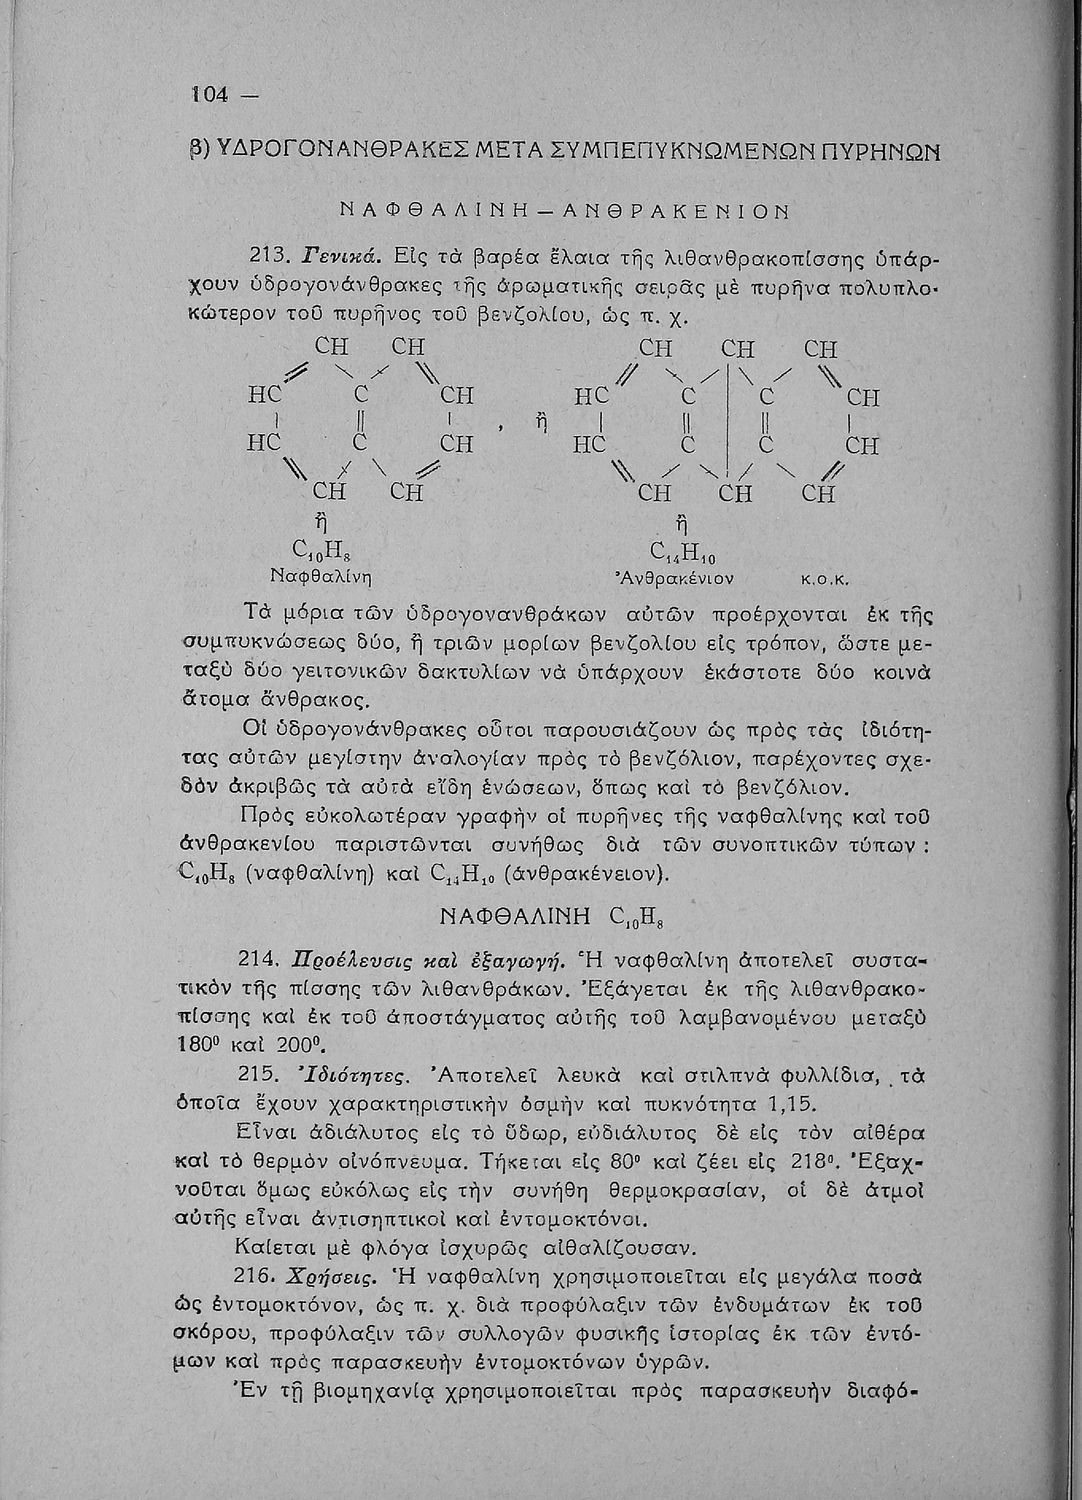 104 —
β) ΥΔΡΟΓΟΝΑΝΘΡΑΚΕΣ ΜΕΤΑ ΣΥΜΠΕΠΥΚΝΩΜΕΝΩΝ ΠΥΡΗΝΩΝ
ΝΑΦΘΑΛΙΝΗ — ΑΝΘΡΑΚΕΝΙΟΝ
213. Γενικά. Εἰς τὰ βαρέα ἔλαια τῆς λιθανθρακοπίσσης ὑπάρ-
χουν ὑδρογονάνθρακες τῆς ἀρωματικῆς σειρᾶς μὲ πυρῆνα πολυπλο-
κώτερον τοῦ πυρῆνος τοῦ βενζολίου, ὡς π. χ.
CH CH CH CH CH
HC C CH HC C C CH
, ἢ
HC C CH HC C C CH
CH CH CH CH CH
ἢ ἢ
C₁₀H₈ C₁₄H₁₀
Ναφθαλίνη Ἀνθρακένιον κ.ο.κ.
Τὰ μόρια τῶν ὑδρογονανθράκων αὐτῶν προέρχονται ἐκ τῆς
συμπυκνώσεως δύο, ἢ τριῶν μορίων βενζολίου εἰς τρόπον, ὥστε με-
ταξὺ δύο γειτονικῶν δακτυλίων νὰ ὑπάρχουν ἑκάστοτε δύο κοινὰ
ἄτομα ἄνθρακος.
Οἱ ὑδρογονάνθρακες οὗτοι παρουσιάζουν ὡς πρὸς τὰς ἰδιότη-
τας αὐτῶν μεγίστην ἀναλογίαν πρὸς τὸ βενζόλιον, παρέχοντες σχε-
δὸν ἀκριβῶς τὰ αὐτὰ εἴδη ἑνώσεων, ὅπως καὶ τὸ βενζόλιον.
Πρὸς εὐκολωτέραν γραφὴν οἱ πυρῆνες τῆς ναφθαλίνης καὶ τοῦ
ἀνθρακενίου παριστῶνται συνήθως διὰ τῶν συνοπτικῶν τύπων :
C₁₀H₈ (ναφθαλίνη) καὶ C₁₄H₁₀ (ἀνθρακένειον).
ΝΑΦΘΑΛΙΝΗ C₁₀H₈
214. Προέλευσις καὶ ἐξαγωγή. Ἡ ναφθαλίνη ἀποτελεῖ συστα-
τικὸν τῆς πίσσης τῶν λιθανθράκων. Ἐξάγεται ἐκ τῆς λιθανθρακο-
πίσσης καὶ ἐκ τοῦ ἀποστάγματος αὐτῆς τοῦ λαμβανομένου μεταξὺ
180⁰ καὶ 200⁰.
215. Ἰδιότητες. Ἀποτελεῖ λευκὰ καὶ στιλπνὰ φυλλίδια, τὰ
ὁποῖα ἔχουν χαρακτηριστικὴν ὀσμὴν καὶ πυκνότητα 1,15.
Εἶναι ἀδιάλυτος εἰς τὸ ὕδωρ, εὐδιάλυτος δὲ εἰς τὸν αἰθέρα
καὶ τὸ θερμὸν οἰνόπνευμα. Τήκεται εἰς 80⁰ καὶ ζέει εἰς 218⁰. Ἐξαχ-
νοῦται ὅμως εὐκόλως εἰς τὴν συνήθη θερμοκρασίαν, οἱ δὲ ἀτμοὶ
αὐτῆς εἶναι ἀντισηπτικοὶ καὶ ἐντομοκτόνοι.
Καίεται μὲ φλόγα ἰσχυρῶς αἰθαλίζουσαν.
216. Χρήσεις. Ἡ ναφθαλίνη χρησιμοποιεῖται εἰς μεγάλα ποσὰ
ὡς ἐντομοκτόνον, ὡς π. χ. διὰ προφύλαξιν τῶν ἐνδυμάτων ἐκ τοῦ
σκόρου, προφύλαξιν τῶν συλλογῶν φυσικῆς ἱστορίας ἐκ τῶν ἐντό-
μων καὶ πρὸς παρασκευὴν ἐντομοκτόνων ὑγρῶν.
Ἐν τῇ βιομηχανίᾳ χρησιμοποιεῖται πρὸς παρασκευὴν διαφό-